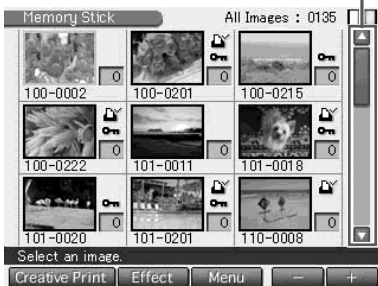 Memory Stick All Images : 0135
0 0 0
100-0002 100-0201 100-0215
0 0 0
100-0222 101-0011 101-0018
0 0 0
101-0020 101-0201 110-0008
Select an image.
Creative Print Effect Menu − +